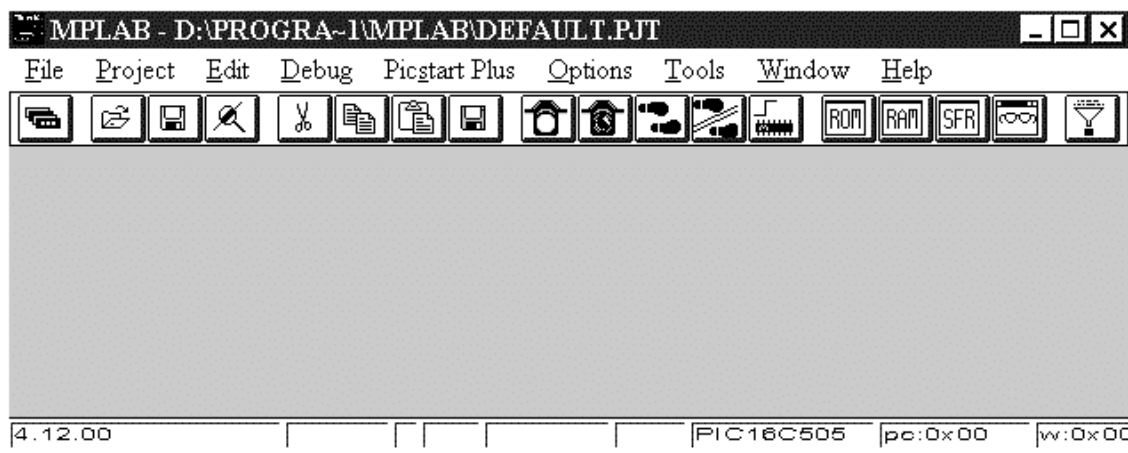 MPLAB - D:\PROGRA~1\MPLAB\DEFAULT.PJT
File Project Edit Debug Picstart Plus Options Tools Window Help
ROM RAM SFR
4.12.00 PIC16C505 pc:0x00 w:0x00